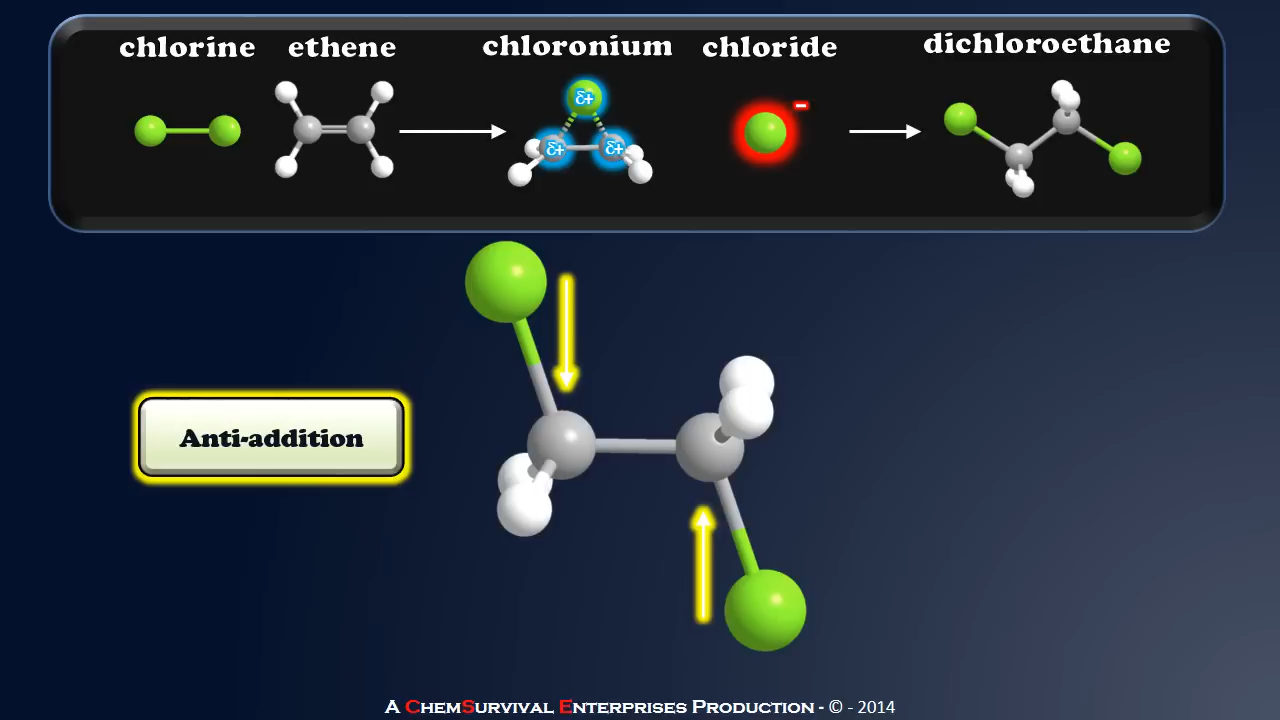 chlorine ethene chloronium chloride dichloroethane
δ+
-
δ+ δ+
Anti-addition
A ChemSurvival Enterprises Production - © - 2014